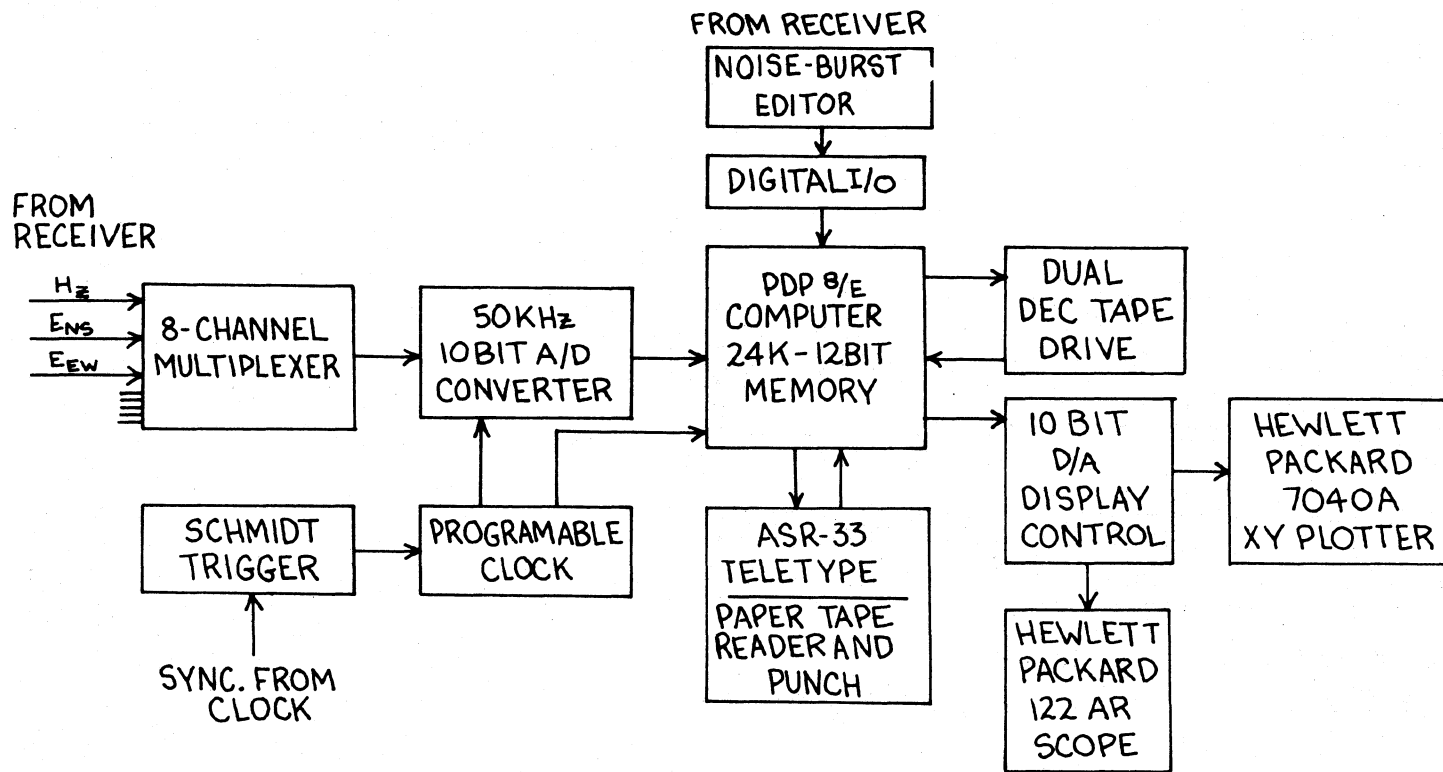 FROM RECEIVER
NOISE-BURST
EDITOR
DIGITAL I/O
FROM
RECEIVER
Hz
ENS
EEW
8-CHANNEL
MULTIPLEXER
50KHz
10BIT A/D
CONVERTER
PDP 8/E
COMPUTER
24K-12BIT
MEMORY
DUAL
DEC TAPE
DRIVE
10 BIT
D/A
DISPLAY
CONTROL
HEWLETT
PACKARD
7040A
XY PLOTTER
SCHMIDT
TRIGGER
PROGRAMABLE
CLOCK
ASR-33
TELETYPE
PAPER TAPE
READER AND
PUNCH
HEWLETT
PACKARD
122 AR
SCOPE
SYNC. FROM
CLOCK